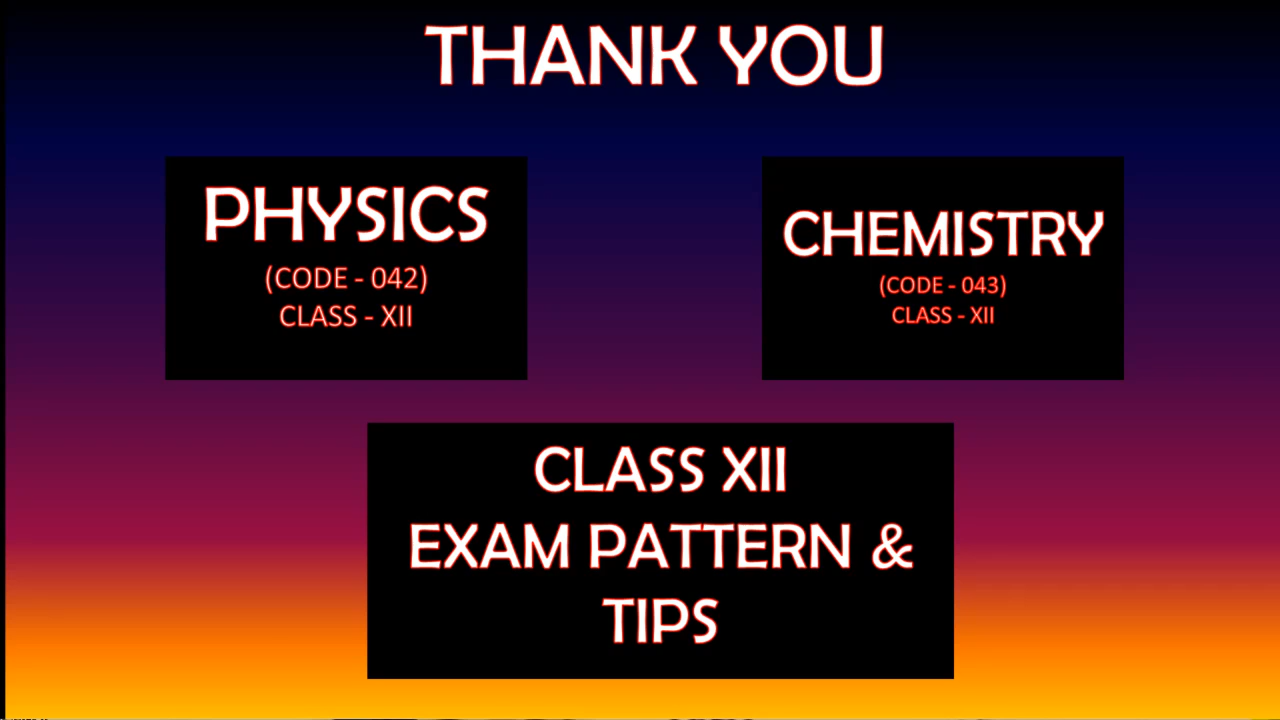 THANK YOU
PHYSICS
(CODE - 042)
CLASS - XII
CHEMISTRY
(CODE - 043)
CLASS - XII
CLASS XII
EXAM PATTERN &
TIPS